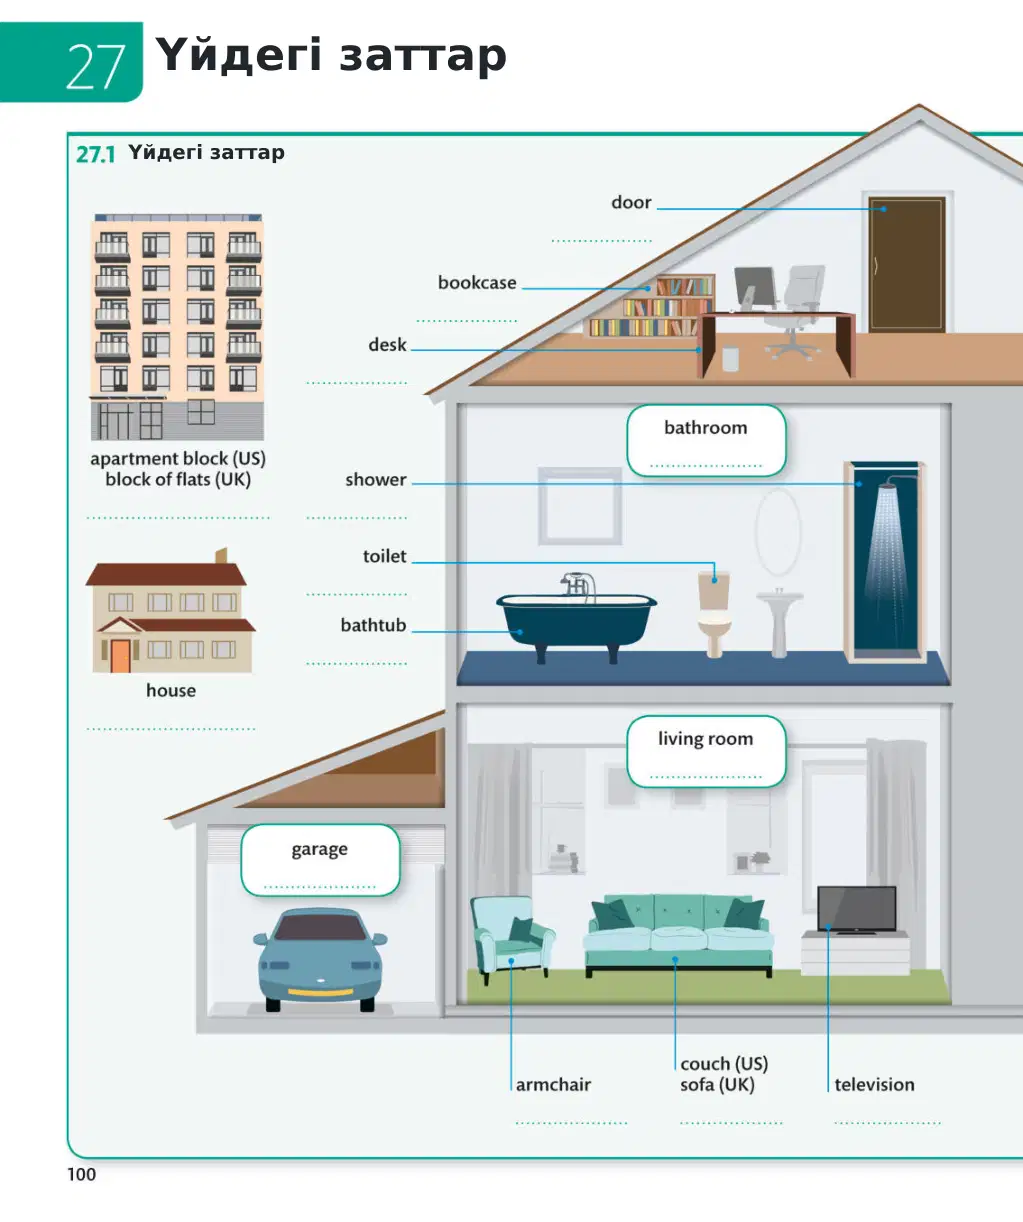 27 Үйдегі заттар
27.1 Үйдегі заттар
door
bookcase
desk
apartment block (US)
block of flats (UK)
bathroom
shower
toilet
bathtub
house
living room
garage
armchair
couch (US)
sofa (UK)
television
100